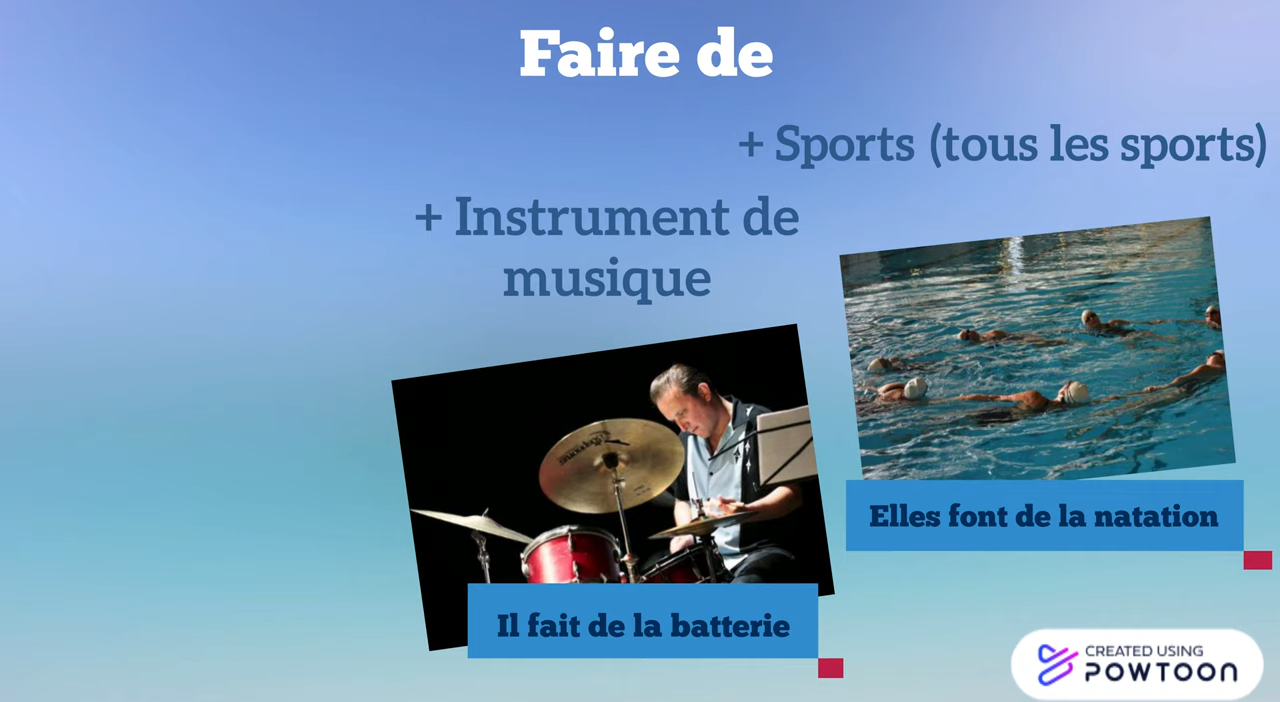 Faire de
+ Sports (tous les sports)
+ Instrument de
musique
Elles font de la natation
Il fait de la batterie
CREATED USING
POWTOON